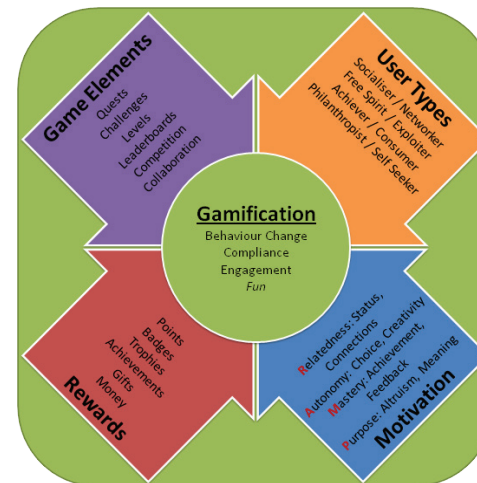 Game Elements
Quests
Challenges
Levels
Leaderboards
Competition
Collaboration
User Types
Socialiser / Networker
Free Spirit / Exploiter
Achiever / Consumer
Philanthropist / Self Seeker
Gamification
Behaviour Change
Compliance
Engagement
Fun
Points
Badges
Trophies
Achievements
Gifts
Money
Rewards
Relatedness: Status,
Connections
Autonomy: Choice, Creativity
Mastery: Achievement,
Feedback
Purpose: Altruism, Meaning
Motivation